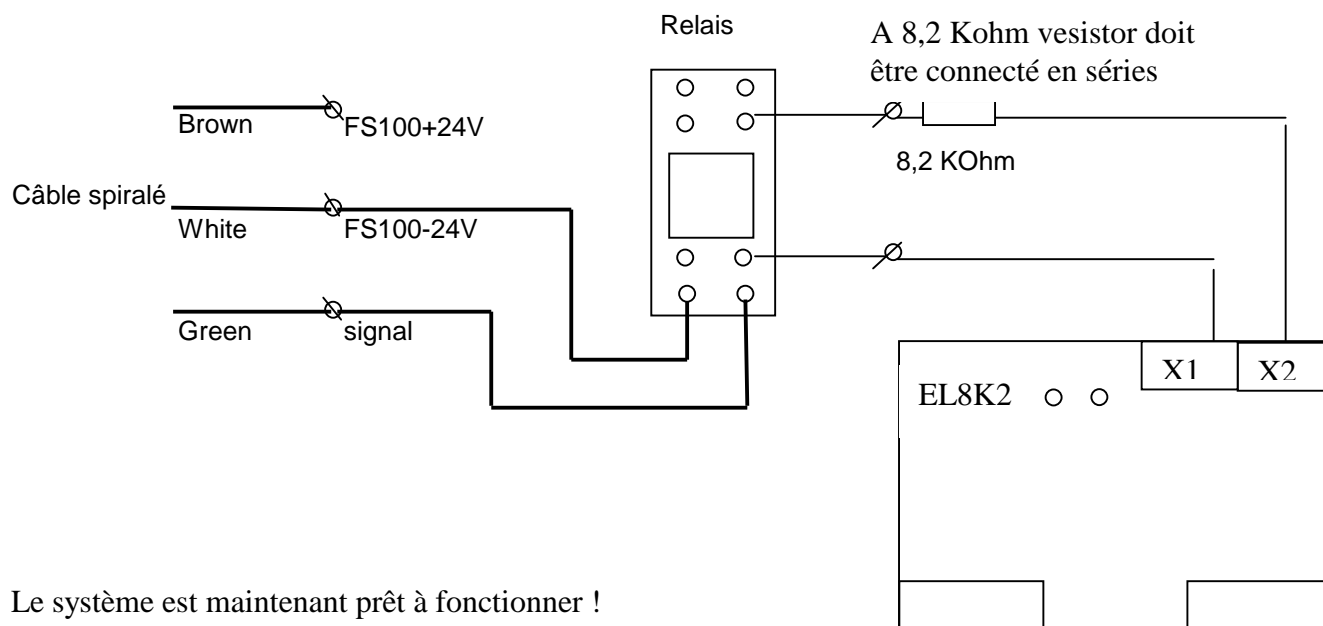 Relais
A 8,2 Kohm vesistor doit
être connecté en séries
Brown
FS100+24V
8,2 KOhm
Câble spiralé
White
FS100-24V
Green
signal
X1
X2
EL8K2
Le système est maintenant prêt à fonctionner !